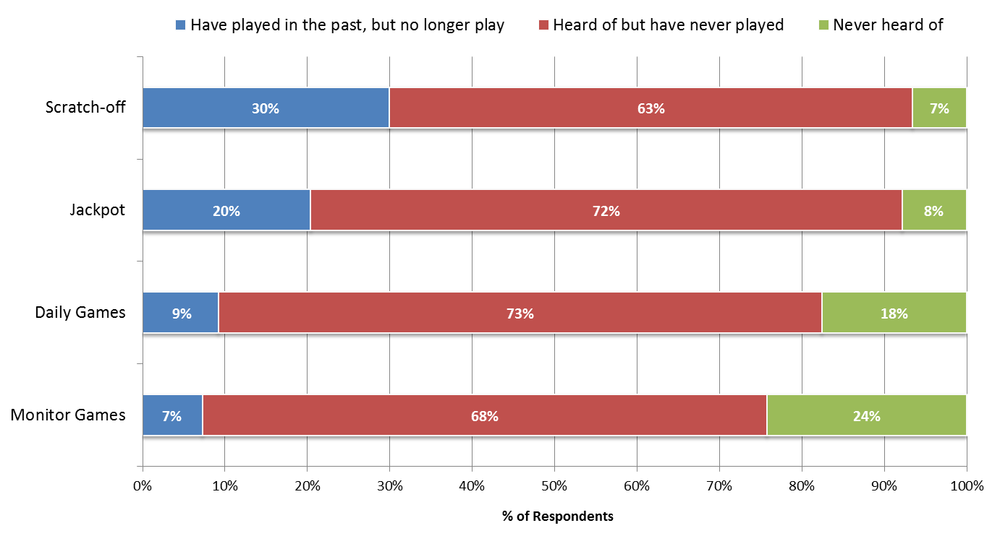 Have played in the past, but no longer play Heard of but have never played Never heard of
Scratch-off 30% 63% 7%
Jackpot 20% 72% 8%
Daily Games 9% 73% 18%
Monitor Games 7% 68% 24%
0% 10% 20% 30% 40% 50% 60% 70% 80% 90% 100%
% of Respondents